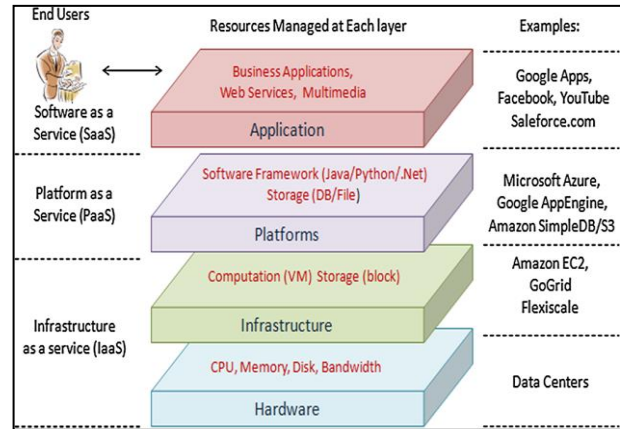 End Users
Resources Managed at Each layer
Examples:
Business Applications,
Web Services, Multimedia
Application
Software as a
Service (SaaS)
Google Apps,
Facebook, YouTube
Saleforce.com
Platform as a
Service (PaaS)
Software Framework (Java/Python/.Net)
Storage (DB/File)
Platforms
Microsoft Azure,
Google AppEngine,
Amazon SimpleDB/S3
Infrastructure
as a service (IaaS)
Computation (VM) Storage (block)
Infrastructure
Amazon EC2,
GoGrid
Flexiscale
CPU, Memory, Disk, Bandwidth
Hardware
Data Centers